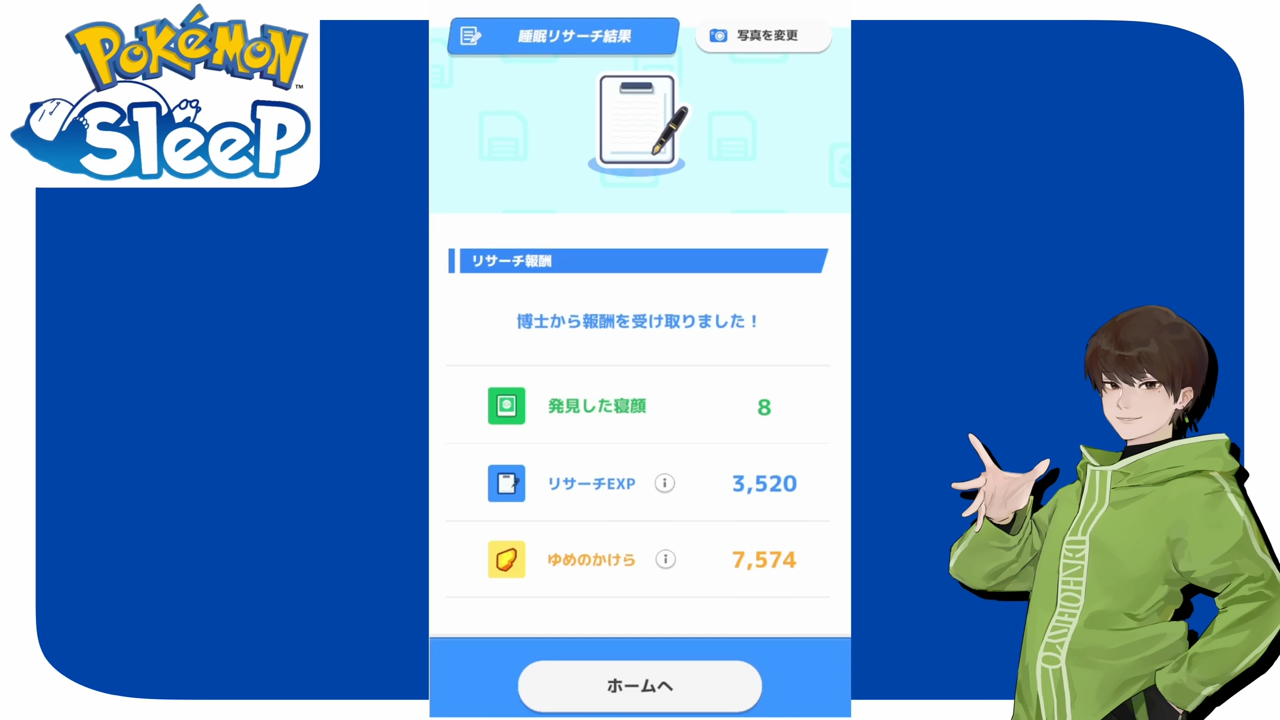 Pokémon
™
Sleep
睡眠リサーチ結果
写真を変更
リサーチ報酬
博士から報酬を受け取りました！
発見した寝顔
8
リサーチEXP
3,520
ゆめのかけら
7,574
ホームへ